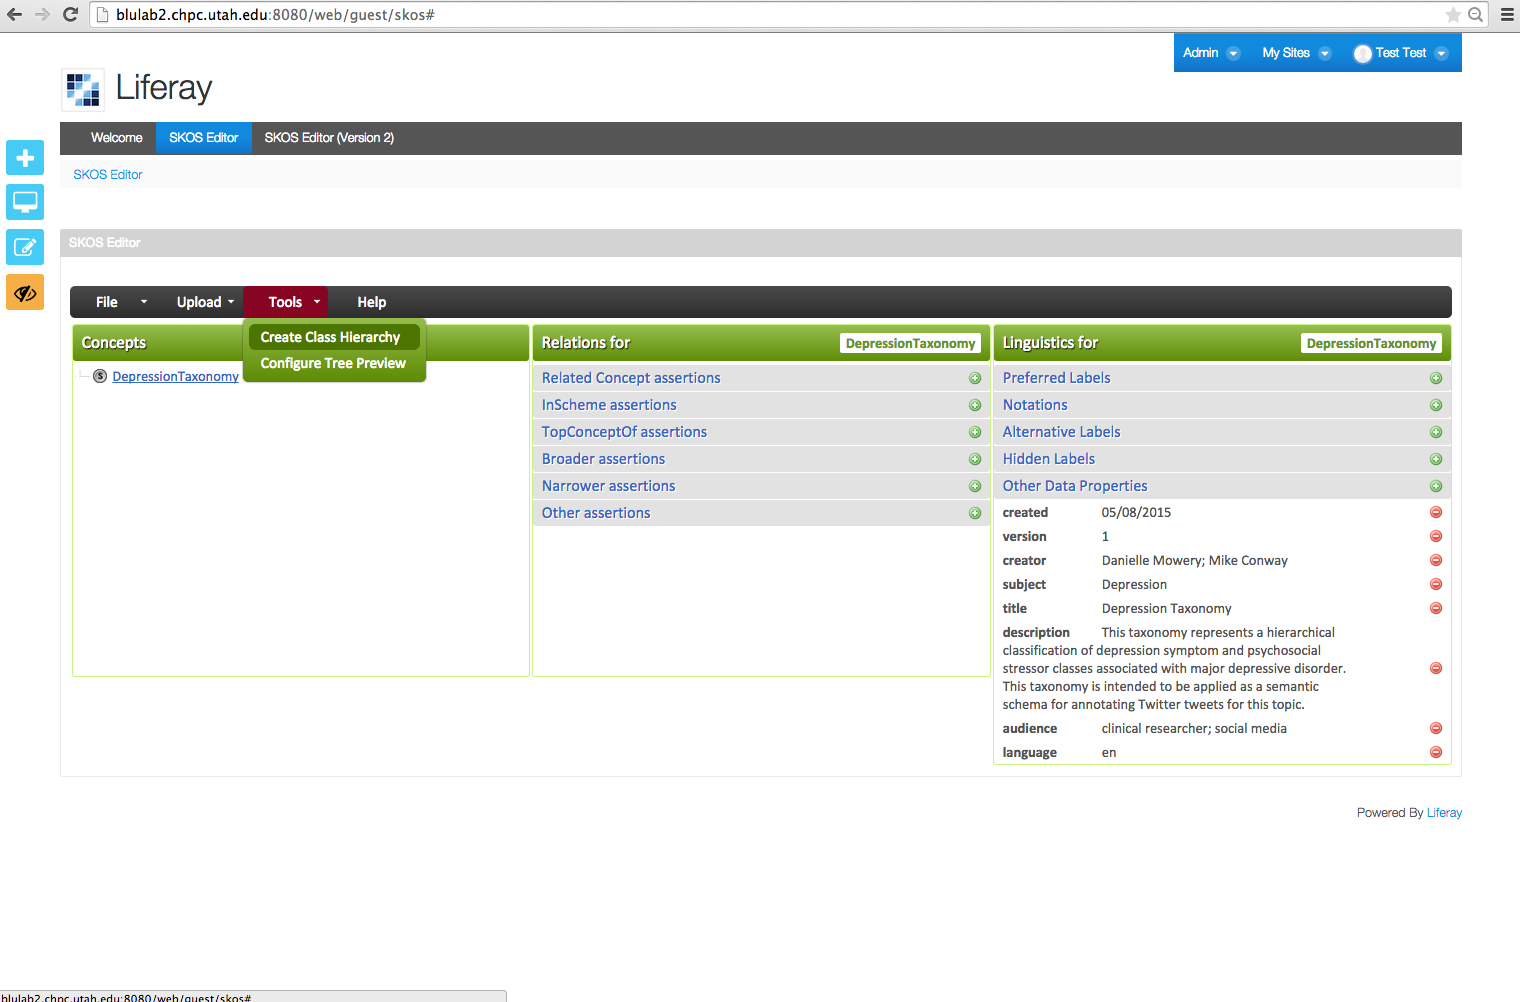 blulab2.chpc.utah.edu:8080/web/guest/skos#
Admin My Sites Test Test
Liferay
Welcome SKOS Editor SKOS Editor (Version 2)
SKOS Editor
SKOS Editor
File Upload Tools Help
Create Class Hierarchy
Configure Tree Preview
Concepts
S DepressionTaxonomy
Relations for DepressionTaxonomy
Related Concept assertions
InScheme assertions
TopConceptOf assertions
Broader assertions
Narrower assertions
Other assertions
Linguistics for DepressionTaxonomy
Preferred Labels
Notations
Alternative Labels
Hidden Labels
Other Data Properties
created 05/08/2015
version 1
creator Danielle Mowery; Mike Conway
subject Depression
title Depression Taxonomy
description This taxonomy represents a hierarchical
classification of depression symptom and psychosocial
stressor classes associated with major depressive disorder.
This taxonomy is intended to be applied as a semantic
schema for annotating Twitter tweets for this topic.
audience clinical researcher; social media
language en
Powered By Liferay
blulab2.chpc.utah.edu:8080/web/guest/skos#